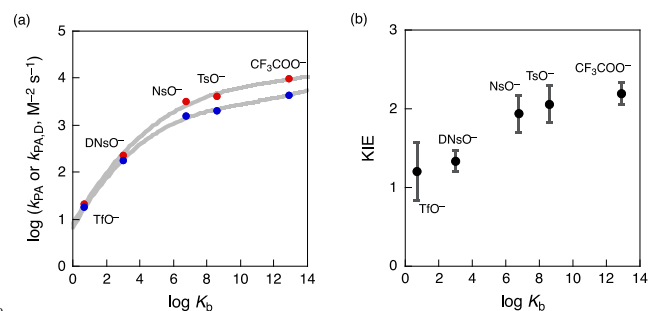 (a)
5
4
3
2
1
0
0 2 4 6 8 10 12 14
log (kPA or kPA,D, M⁻² s⁻¹)
log Kb
TfO⁻
DNsO⁻
NsO⁻
TsO⁻
CF₃COO⁻
(b)
3
2
1
0
0 2 4 6 8 10 12 14
KIE
log Kb
TfO⁻
DNsO⁻
NsO⁻
TsO⁻
CF₃COO⁻